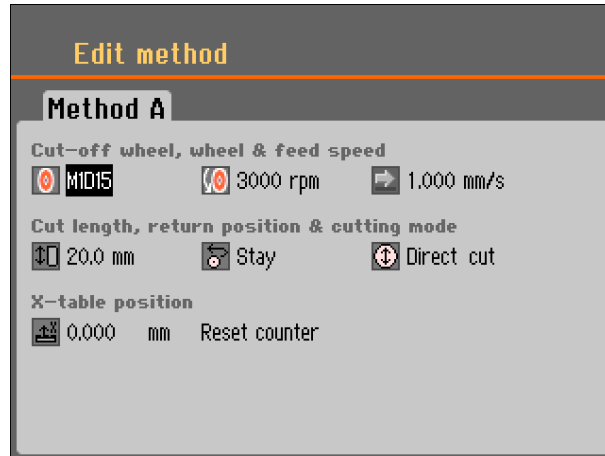 Edit method
Method A
Cut-off wheel, wheel & feed speed
M1D15 3000 rpm 1.000 mm/s
Cut length, return position & cutting mode
20.0 mm Stay Direct cut
X-table position
0.000 mm Reset counter